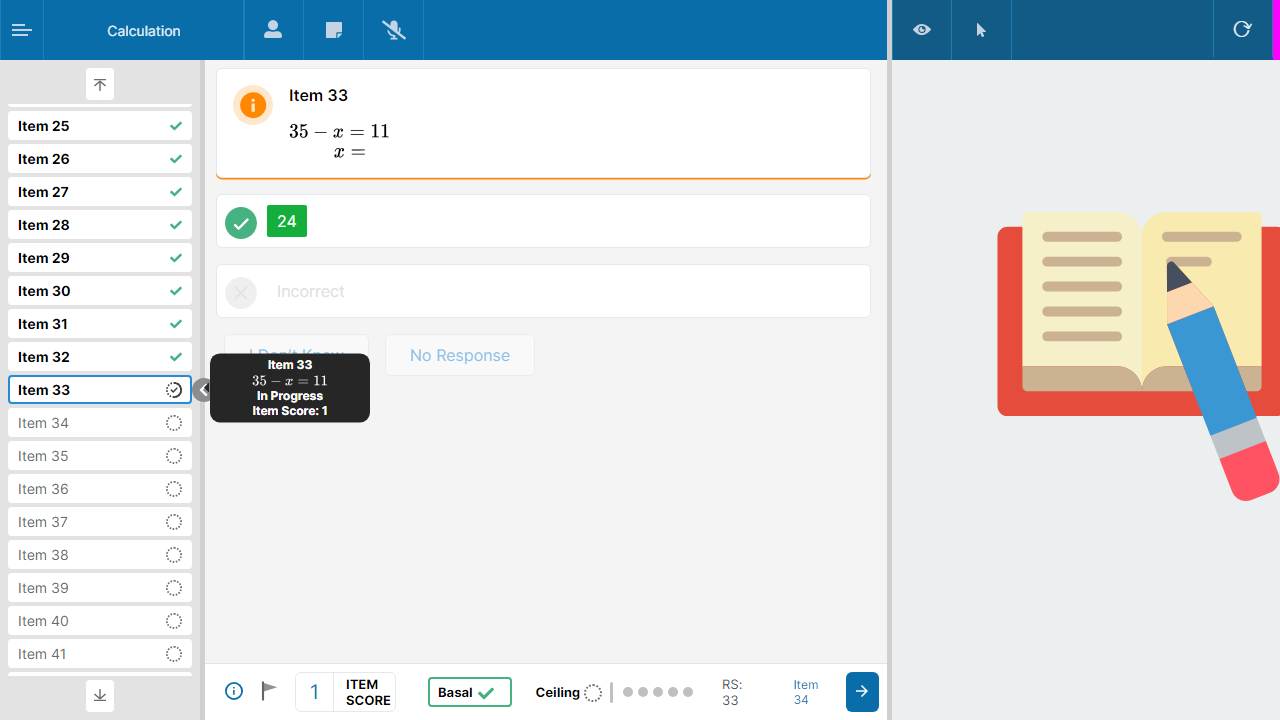 Calculation
Item 25
Item 26
Item 27
Item 28
Item 29
Item 30
Item 31
Item 32
Item 33
Item 34
Item 35
Item 36
Item 37
Item 38
Item 39
Item 40
Item 41
Item 33
35 − x = 11
x =
24
Incorrect
I Don't Know
No Response
Item 33
35 − x = 11
In Progress
Item Score: 1
1
ITEM
SCORE
Basal
Ceiling
RS:
33
Item
34